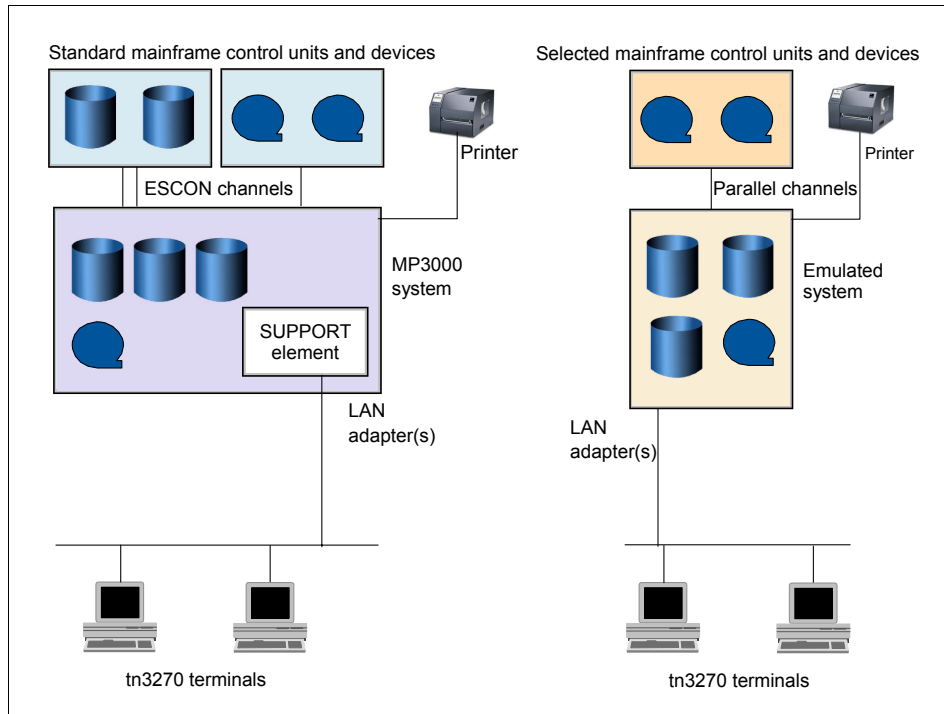 Standard mainframe control units and devices
Printer
ESCON channels
MP3000
system
SUPPORT
element
LAN
adapter(s)
tn3270 terminals
Selected mainframe control units and devices
Printer
Parallel channels
Emulated
system
LAN
adapter(s)
tn3270 terminals